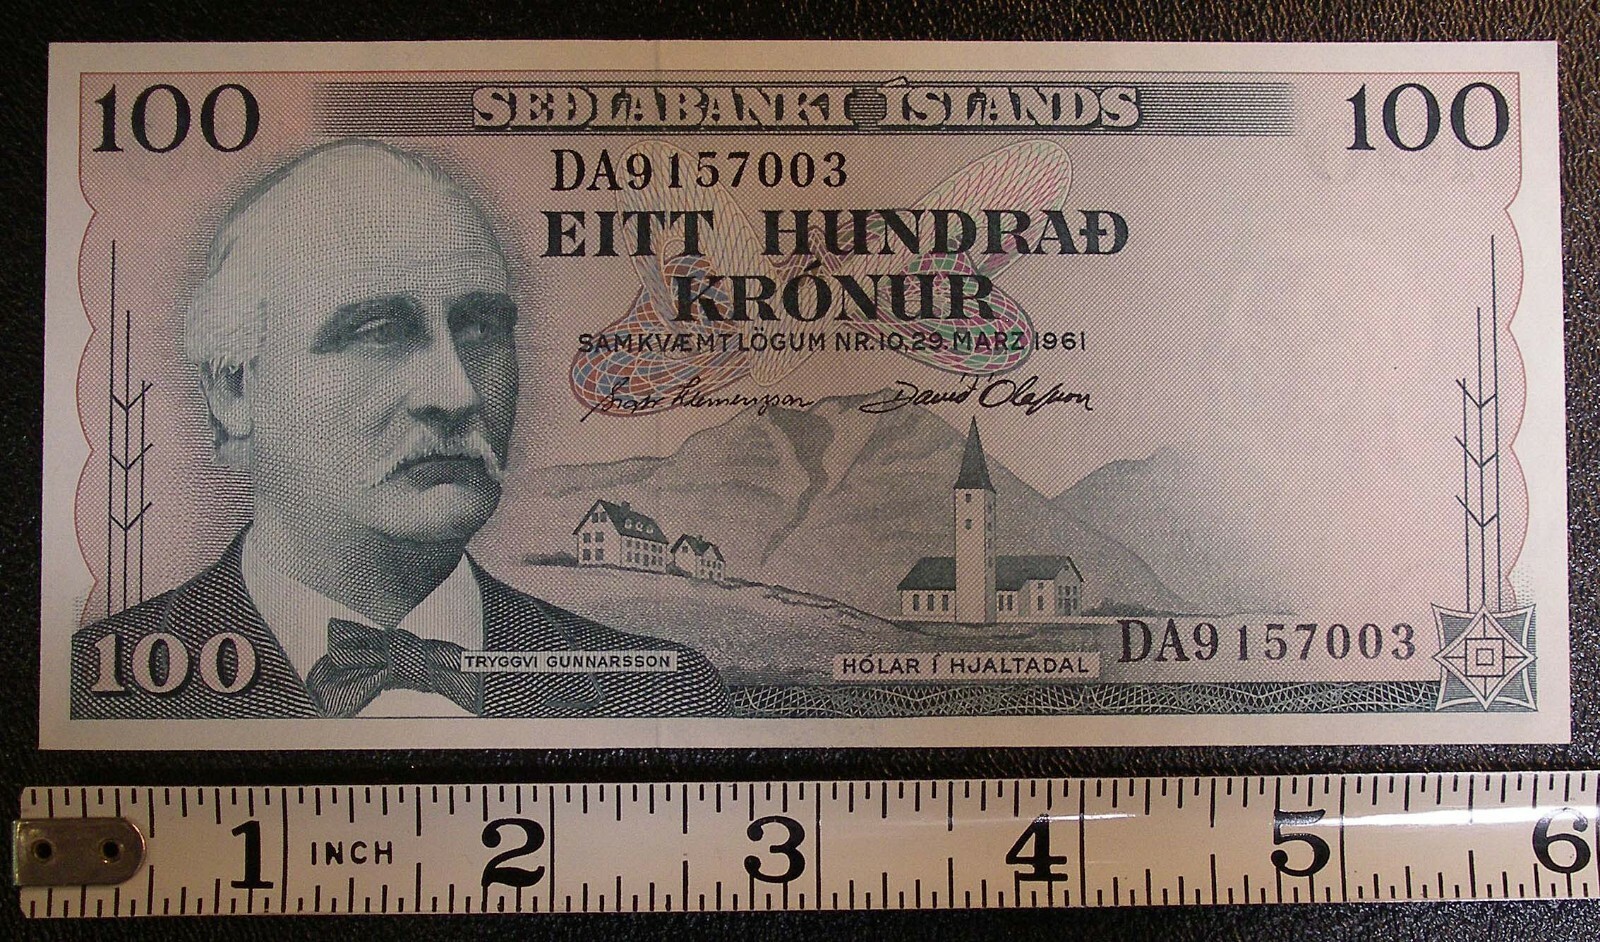 100 SEÐLABANKI ÍSLANDS 100
DA9157003
EITT HUNDRAÐ
KRÓNUR
SAMKVÆMT LÖGUM NR.10,29.MARZ 1961
Davíð Ólafsson
100 TRYGGVI GUNNARSSON HÓLAR Í HJALTADAL DA9157003
1 INCH 2 3 4 5 6